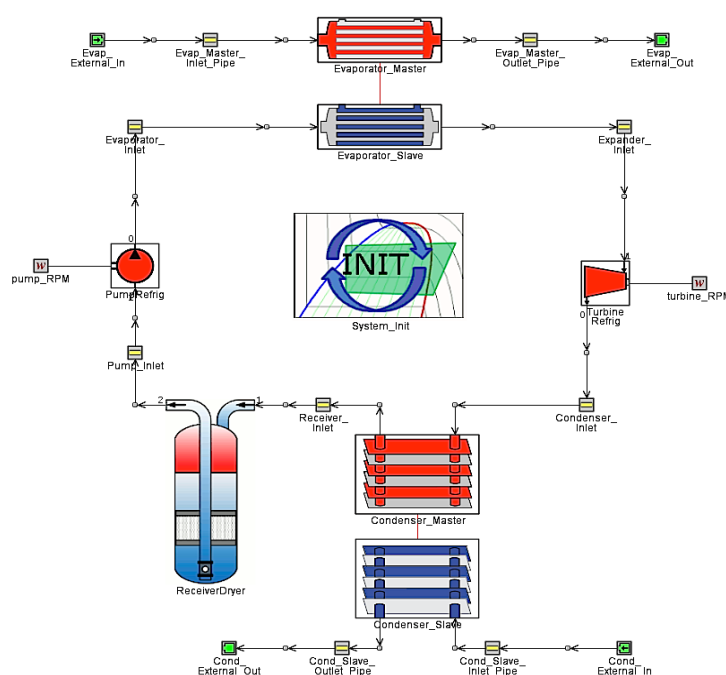 Evap_
External_In
Evap_Master_
Inlet_Pipe
Evaporator_Master
Evap_Master_
Outlet_Pipe
Evap_
External_Out
Evaporator_
Inlet
Evaporator_Slave
Expander_
Inlet
0
W
pump_RPM
PumpRefrig
INIT
System_Init
1
W
turbine_RPM
0
Turbine
Refrig
Pump_Inlet
2
1
Receiver_
Inlet
Condenser_
Inlet
Condenser_Master
ReceiverDryer
Condenser_Slave
Cond_
External_Out
Cond_Slave_
Outlet_Pipe
Cond_Slave_
Inlet_Pipe
Cond_
External_In